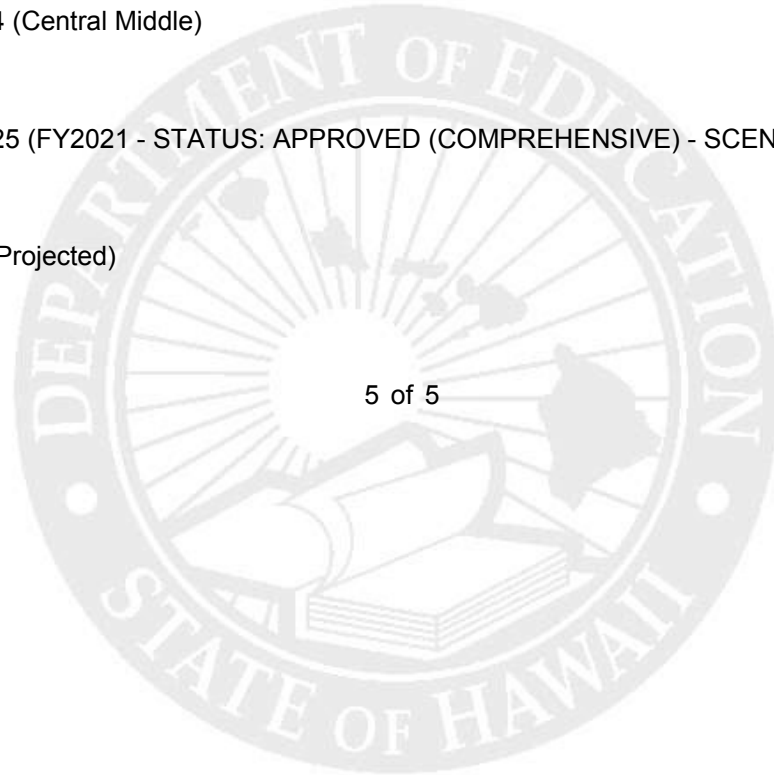 4 (Central Middle)
25 (FY2021 - STATUS: APPROVED (COMPREHENSIVE) - SCEN
Projected)
5 of 5
DEPARTMENT OF EDUCATION
STATE OF HAWAII